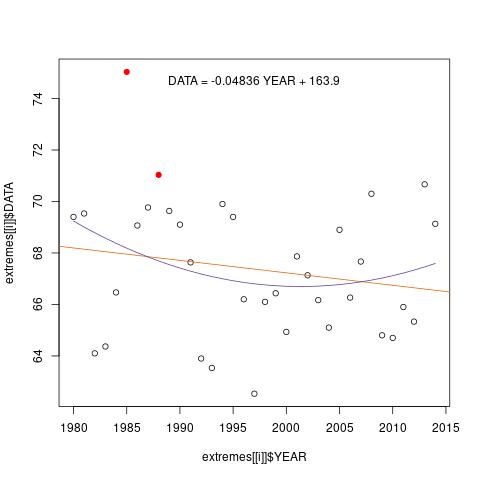 DATA = -0.04836 YEAR + 163.9
extremes[[i]]$DATA
74
72
70
68
66
64
1980 1985 1990 1995 2000 2005 2010 2015
extremes[[i]]$YEAR